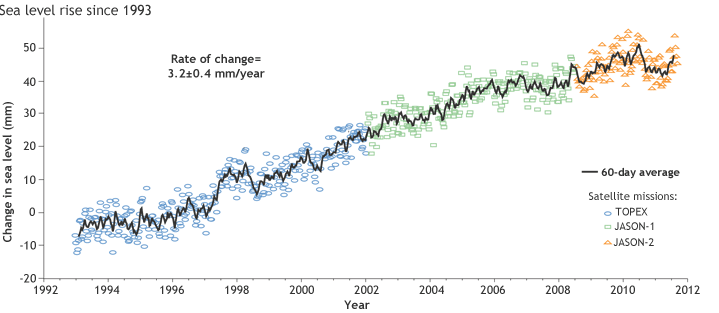 Sea level rise since 1993
Rate of change=
3.2±0.4 mm/year
Change in sea level (mm)
50
40
30
20
10
0
-10
-20
60-day average
Satellite missions:
TOPEX
JASON-1
JASON-2
1992 1994 1996 1998 2000 2002 2004 2006 2008 2010 2012
Year